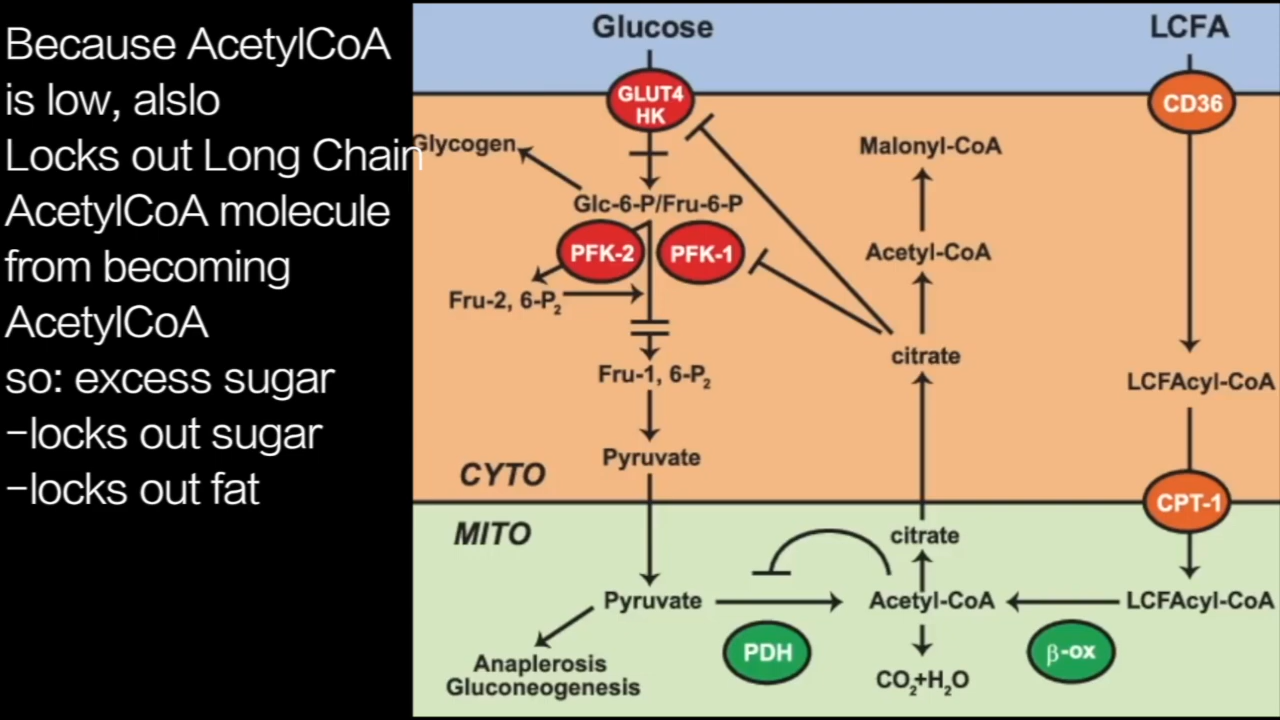 Because AcetylCoA
is low, alslo
Locks out Long Chain
AcetylCoA molecule
from becoming
AcetylCoA
so: excess sugar
-locks out sugar
-locks out fat
Glucose
LCFA
GLUT4
HK
CD36
Glycogen
Malonyl-CoA
Glc-6-P/Fru-6-P
PFK-2
PFK-1
Acetyl-CoA
Fru-2, 6-P₂
citrate
Fru-1, 6-P₂
LCFAcyl-CoA
Pyruvate
CYTO
CPT-1
MITO
citrate
Pyruvate
Acetyl-CoA
LCFAcyl-CoA
PDH
β-ox
Anaplerosis
Gluconeogenesis
CO₂+H₂O